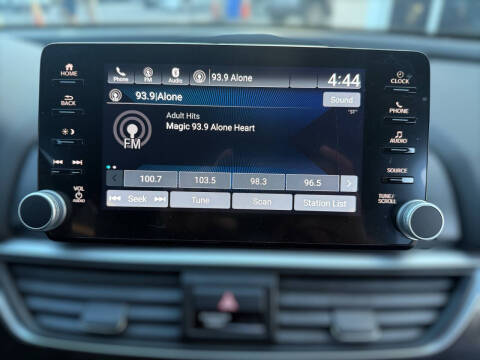 HOME
BACK
VOL
AUDIO
Phone FM Audio 93.9 Alone 4:44
93.9|Alone Sound
Adult Hits
Magic 93.9 Alone Heart
FM
100.7 103.5 98.3 96.5
Seek Tune Scan Station List
CLOCK
PHONE
AUDIO
SOURCE
TUNE/
SCROLL